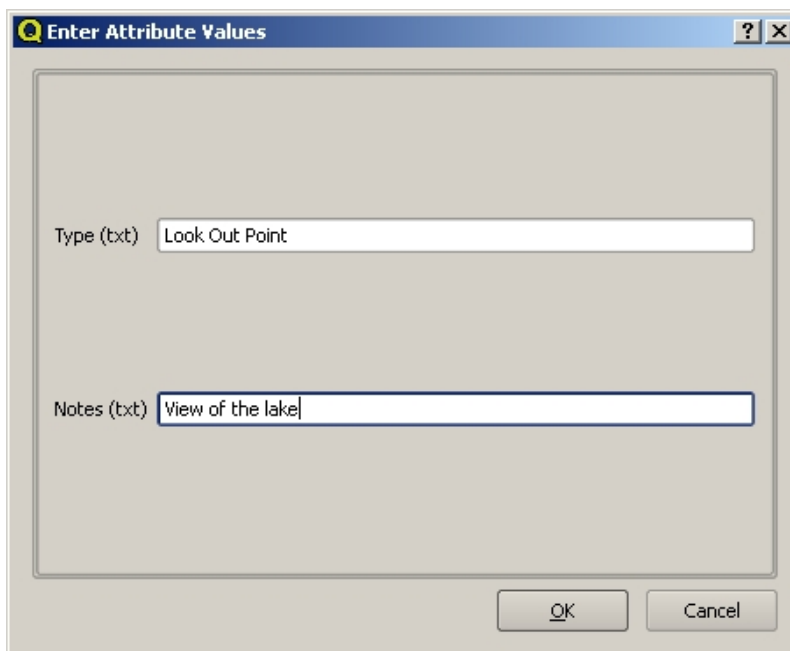 Enter Attribute Values
Type (txt) Look Out Point
Notes (txt) View of the lake
OK Cancel